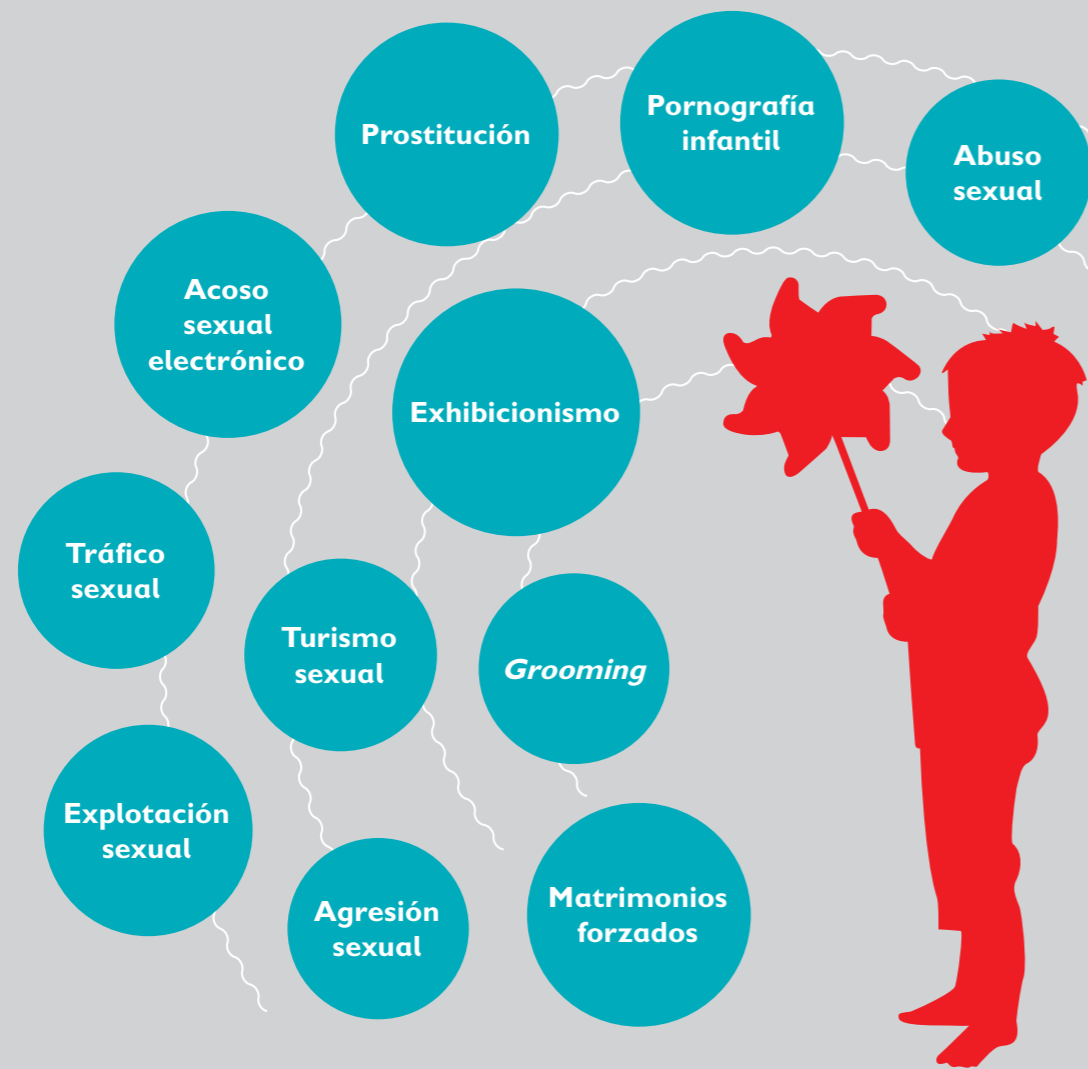 Prostitución
Pornografía
infantil
Abuso
sexual
Acoso
sexual
electrónico
Exhibicionismo
Tráfico
sexual
Turismo
sexual
Grooming
Explotación
sexual
Agresión
sexual
Matrimonios
forzados